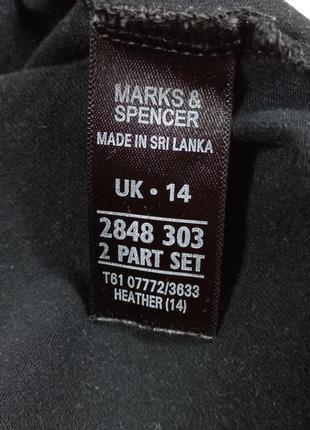 MARKS &
SPENCER
MADE IN SRI LANKA
UK • 14
2848 303
2 PART SET
T61 07772/3633
HEATHER (14)